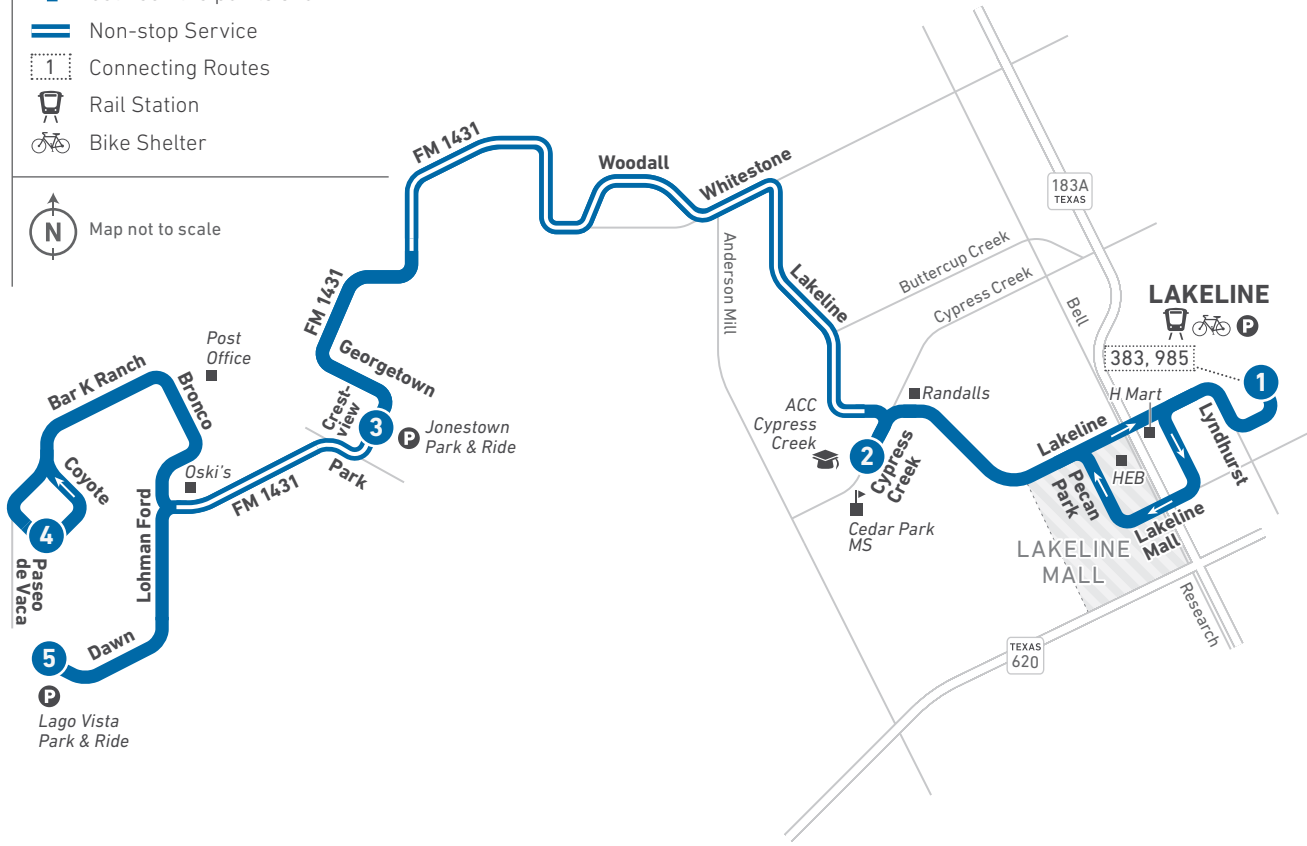 Non-stop Service
1 Connecting Routes
Rail Station
Bike Shelter
N
Map not to scale
FM 1431
Woodall
Whitestone
183A
TEXAS
Anderson Mill
Buttercup Creek
Cypress Creek
Lakeline
Bell
LAKELINE
P
383, 985
1
H Mart
Lyndhurst
Lakeline
HEB
Pecan
Park
Lakeline
Mall
LAKELINE
MALL
Research
TEXAS
620
Randalls
ACC
Cypress
Creek
2
Cypress
Creek
Cedar Park
MS
FM 1431
Georgetown
Crest-
view
3
P
Jonestown
Park & Ride
Park
FM 1431
Post
Office
Bar K Ranch
Bronco
Oski's
Coyote
4
Paseo
de Vaca
Lohman Ford
Dawn
5
P
Lago Vista
Park & Ride